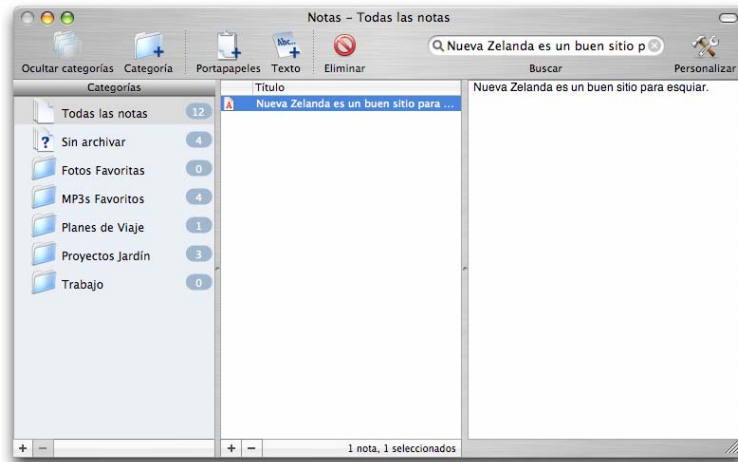 Notas – Todas las notas
Ocultar categorías Categoría Portapapeles Texto Eliminar Nueva Zelanda es un buen sitio p Buscar Personalizar
Abc...
Categorías
Todas las notas 12
Sin archivar 4
Fotos Favoritas 0
MP3s Favoritos 4
Planes de Viaje 1
Proyectos Jardín 3
Trabajo 0
Título
A Nueva Zelanda es un buen sitio para ...
Nueva Zelanda es un buen sitio para esquiar.
1 nota, 1 seleccionados